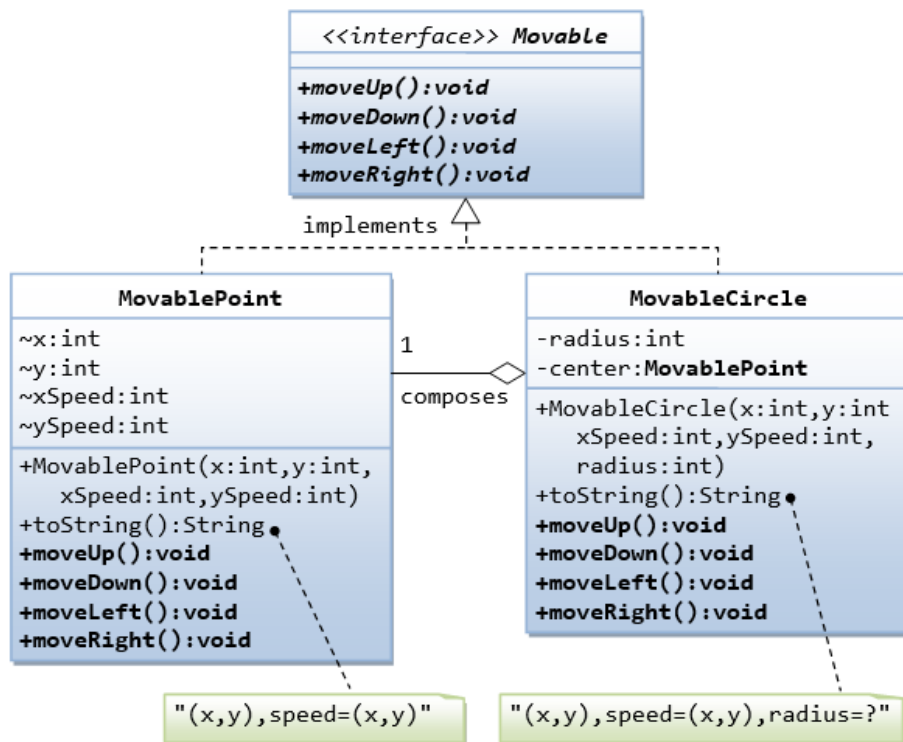 <<interface>> Movable
+moveUp():void
+moveDown():void
+moveLeft():void
+moveRight():void
implements
MovablePoint
~x:int
~y:int
~xSpeed:int
~ySpeed:int
+MovablePoint(x:int,y:int,
xSpeed:int,ySpeed:int)
+toString():String
+moveUp():void
+moveDown():void
+moveLeft():void
+moveRight():void
1
composes
MovableCircle
-radius:int
-center:MovablePoint
+MovableCircle(x:int,y:int
xSpeed:int,ySpeed:int,
radius:int)
+toString():String
+moveUp():void
+moveDown():void
+moveLeft():void
+moveRight():void
"(x,y),speed=(x,y)"
"(x,y),speed=(x,y),radius=?"